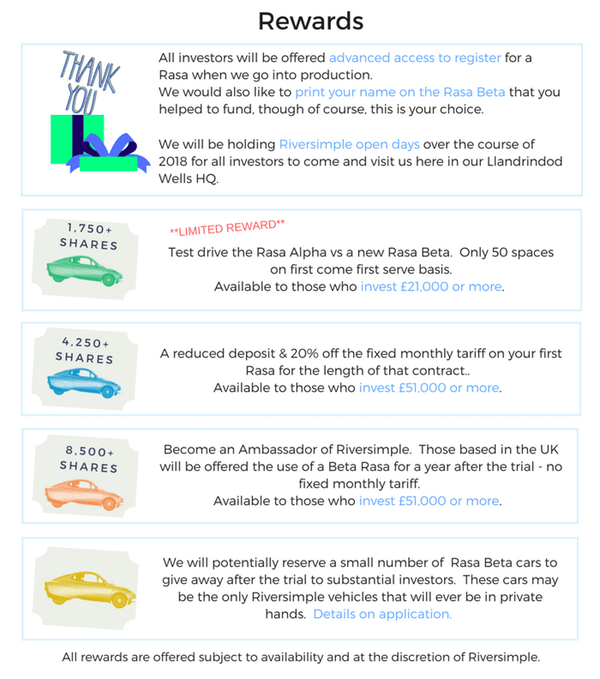 Rewards
THANK
YOU
All investors will be offered advanced access to register for a
Rasa when we go into production.
We would also like to print your name on the Rasa Beta that you
helped to fund, though of course, this is your choice.
We will be holding Riversimple open days over the course of
2018 for all investors to come and visit us here in our Llandrindod
Wells HQ.
1,750+
SHARES
**LIMITED REWARD**
Test drive the Rasa Alpha vs a new Rasa Beta. Only 50 spaces
on first come first serve basis.
Available to those who invest £21,000 or more.
4,250+
SHARES
A reduced deposit & 20% off the fixed monthly tariff on your first
Rasa for the length of that contract..
Available to those who invest £51,000 or more.
8,500+
SHARES
Become an Ambassador of Riversimple. Those based in the UK
will be offered the use of a Beta Rasa for a year after the trial - no
fixed monthly tariff.
Available to those who invest £51,000 or more.
We will potentially reserve a small number of Rasa Beta cars to
give away after the trial to substantial investors. These cars may
be the only Riversimple vehicles that will ever be in private
hands. Details on application.
All rewards are offered subject to availability and at the discretion of Riversimple.